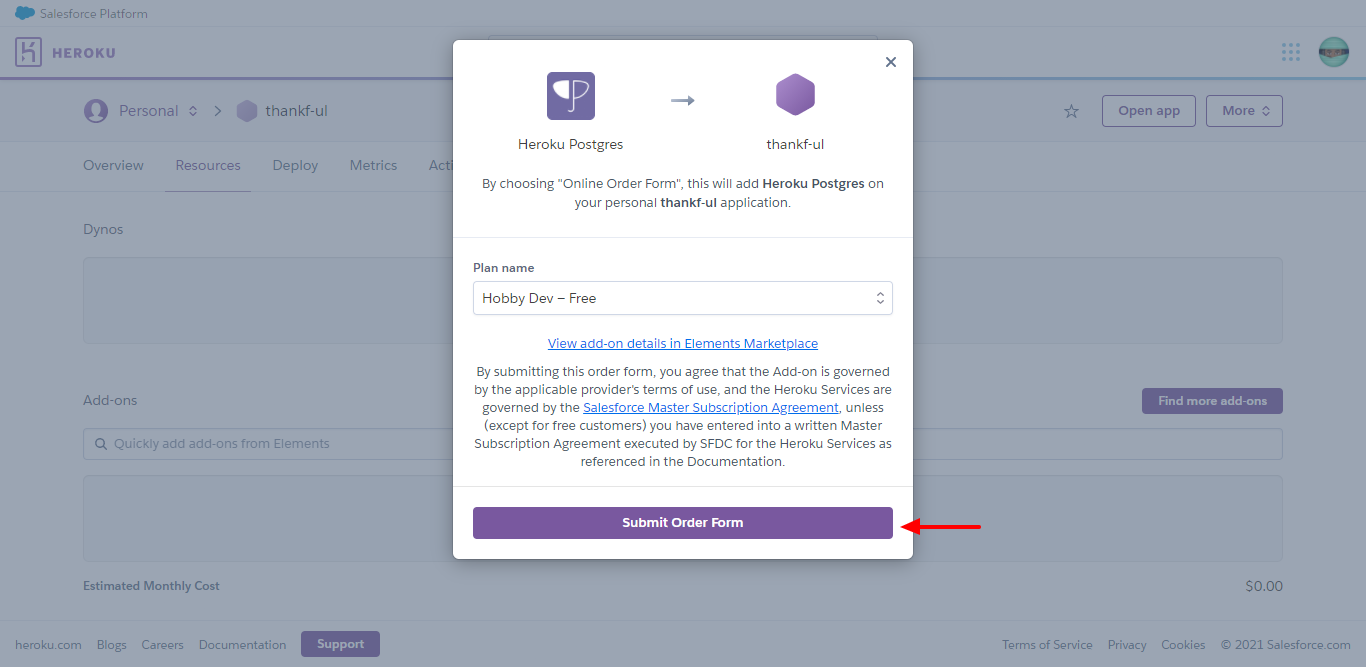 Salesforce Platform
HEROKU
Personal
thankf-ul
Open app
More
Overview
Resources
Deploy
Metrics
Acti
Dynos
Add-ons
Find more add-ons
Quickly add add-ons from Elements
Estimated Monthly Cost
$0.00
Heroku Postgres
thankf-ul
By choosing "Online Order Form", this will add Heroku Postgres on
your personal thankf-ul application.
Plan name
Hobby Dev – Free
View add-on details in Elements Marketplace
By submitting this order form, you agree that the Add-on is governed
by the applicable provider's terms of use, and the Heroku Services are
governed by the Salesforce Master Subscription Agreement, unless
(except for free customers) you have entered into a written Master
Subscription Agreement executed by SFDC for the Heroku Services as
referenced in the Documentation.
Submit Order Form
heroku.com
Blogs
Careers
Documentation
Support
Terms of Service
Privacy
Cookies
© 2021 Salesforce.com